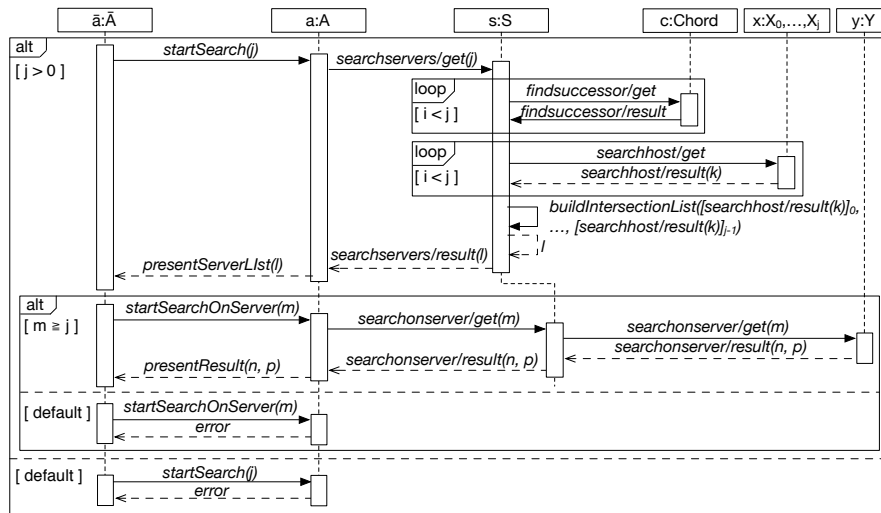 ā:Ā
a:A
s:S
c:Chord
x:X₀,...,Xⱼ
y:Y
alt
[ j > 0 ]
startSearch(j)
searchservers/get(j)
loop
[ i < j ]
findsuccessor/get
findsuccessor/result
loop
[ i < j ]
searchhost/get
searchhost/result(k)
buildIntersectionList([searchhost/result(k)]₀,
..., [searchhost/result(k)]ⱼ₋₁)
l
searchservers/result(l)
presentServerLIst(l)
alt
[ m ≧ j ]
startSearchOnServer(m)
searchonserver/get(m)
searchonserver/get(m)
searchonserver/result(n, p)
searchonserver/result(n, p)
presentResult(n, p)
[ default ]
startSearchOnServer(m)
error
[ default ]
startSearch(j)
error